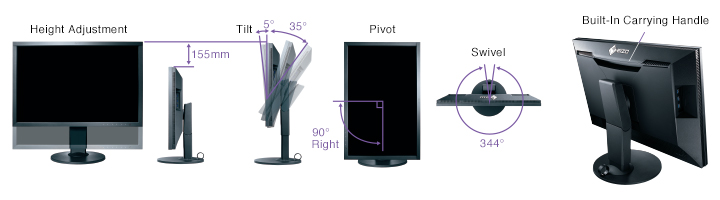 Height Adjustment
155mm
Tilt
5°
35°
Pivot
90°
Right
Swivel
344°
Built-In Carrying Handle
EIZO